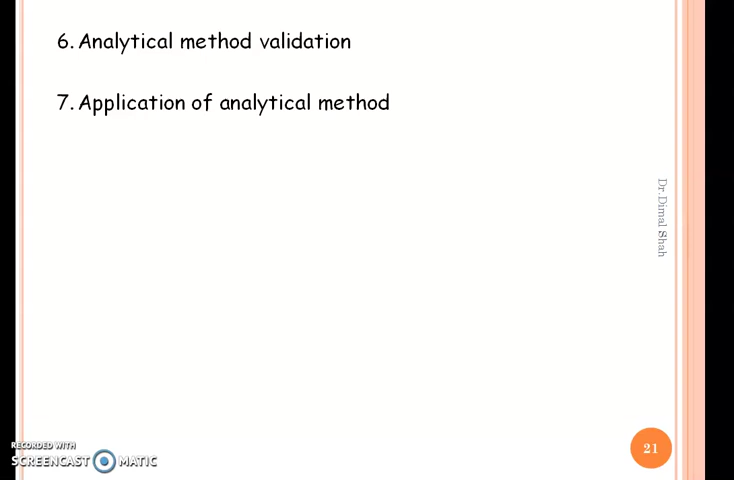 6. Analytical method validation
7. Application of analytical method
Dr.Dimal Shah
RECORDED WITH
SCREENCAST MATIC
21